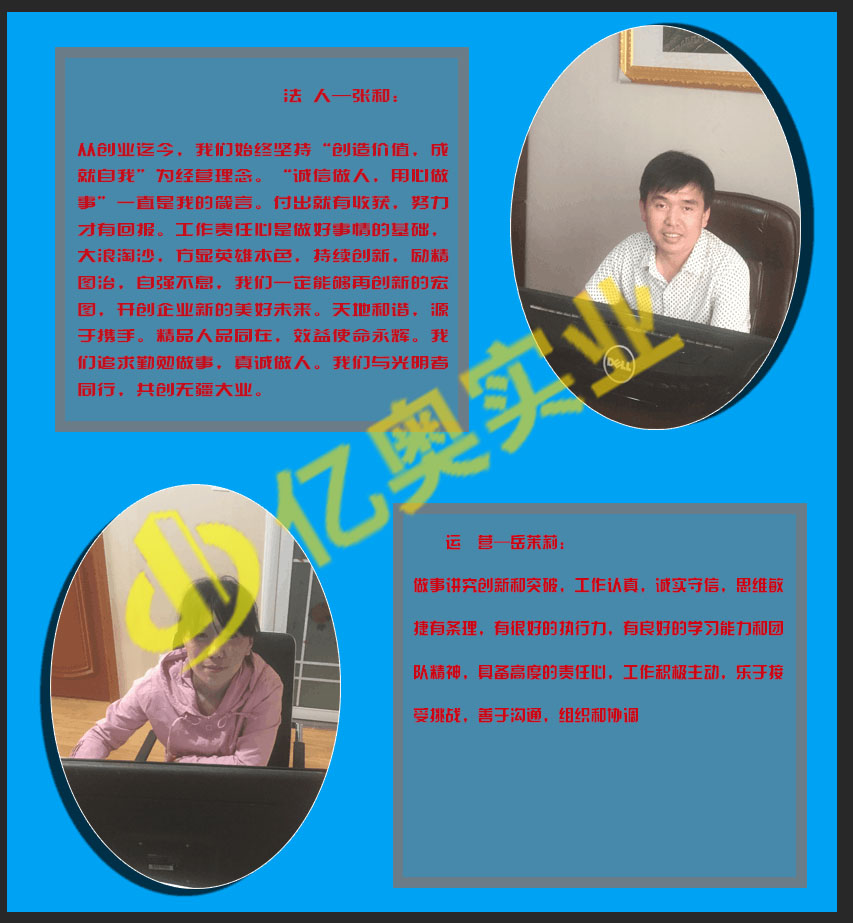 法 人—张和：
从创业迄今，我们始终坚持“创造价值，成
就自我”为经营理念。“诚信做人，用心做
事”一直是我的箴言。付出就有收获，努力
才有回报。工作责任心是做好事情的基础，
大浪淘沙，方显英雄本色，持续创新，励精
图治，自强不息，我们一定能够再创新的宏
图，开创企业新的美好未来。天地和谐，源
于携手。精品人品同在，效益使命永辉。我
们追求勤勉做事，真诚做人。我们与光明者
同行，共创无疆大业。
DELL
亿奥实业
运 营—岳茉莉：
做事讲究创新和突破，工作认真，诚实守信，思维敏
捷有条理，有很好的执行力，有良好的学习能力和团
队精神，具备高度的责任心，工作积极主动，乐于接
受挑战，善于沟通，组织和协调